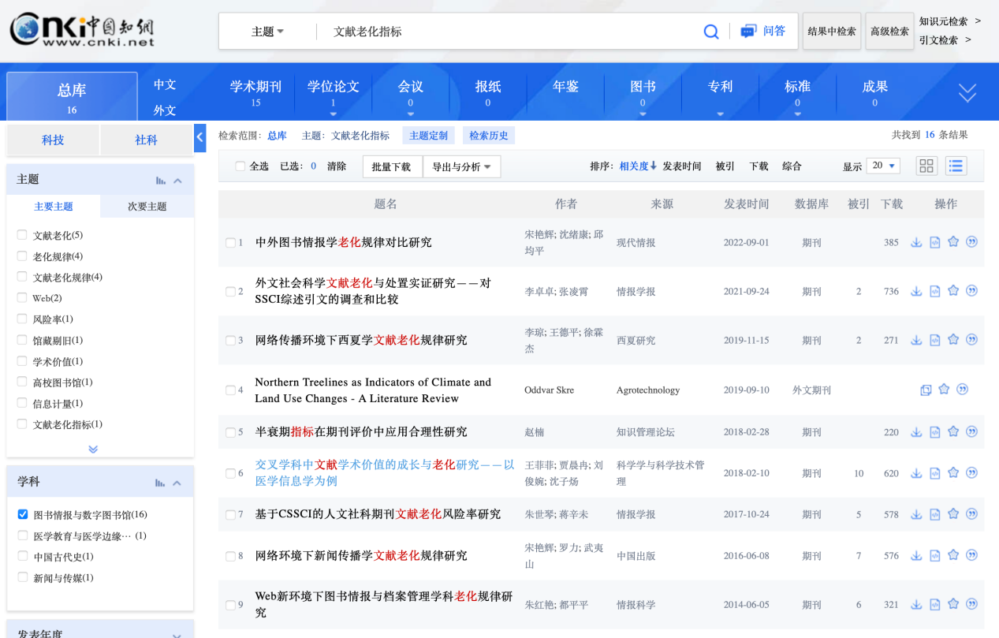 Cnki中国知網
www.cnki.net
主题
文献老化指标
问答
结果中检索
高级检索
知识元检索 >
引文检索 >
总库
16
中文
外文
学术期刊
15
学位论文
1
会议
0
报纸
0
年鉴
图书
0
专利
标准
0
成果
0
科技
社科
检索范围: 总库 主题: 文献老化指标 主题定制 检索历史
共找到 16 条结果
全选 已选: 0 清除 批量下载 导出与分析
排序: 相关度 发表时间 被引 下载 综合
显示 20
主题
主要主题
次要主题
文献老化(5)
老化规律(4)
文献老化规律(4)
Web(2)
风险率(1)
馆藏剔旧(1)
学术价值(1)
高校图书馆(1)
信息计量(1)
文献老化指标(1)
学科
图书情报与数字图书馆(16)
医学教育与医学边缘… (1)
中国古代史(1)
新闻与传媒(1)
发表年度
题名 作者 来源 发表时间 数据库 被引 下载 操作
1 中外图书情报学老化规律对比研究
宋艳辉; 沈绪康; 邱
均平
现代情报 2022-09-01 期刊 385
2 外文社会科学文献老化与处置实证研究——对
SSCI综述引文的调查和比较
李卓卓; 张凌霄 情报学报 2021-09-24 期刊 2 736
3 网络传播环境下西夏学文献老化规律研究
李琼; 王德平; 徐霖
杰
西夏研究 2019-11-15 期刊 2 271
4 Northern Treelines as Indicators of Climate and
Land Use Changes - A Literature Review
Oddvar Skre Agrotechnology 2019-09-10 外文期刊
5 半衰期指标在期刊评价中应用合理性研究 赵楠 知识管理论坛 2018-02-28 期刊 220
6 交叉学科中文献学术价值的成长与老化研究——以
医学信息学为例
王菲菲; 贾晨冉; 刘
俊婉; 沈子炀
科学学与科学技术管
理
2018-02-10 期刊 10 620
7 基于CSSCI的人文社科期刊文献老化风险率研究 朱世琴; 蒋辛未 情报学报 2017-10-24 期刊 5 578
8 网络环境下新闻传播学文献老化规律研究
宋艳辉; 罗力; 武夷
山
中国出版 2016-06-08 期刊 7 576
9 Web新环境下图书情报与档案管理学科老化规律研
究
朱红艳; 都平平 情报科学 2014-06-05 期刊 6 321